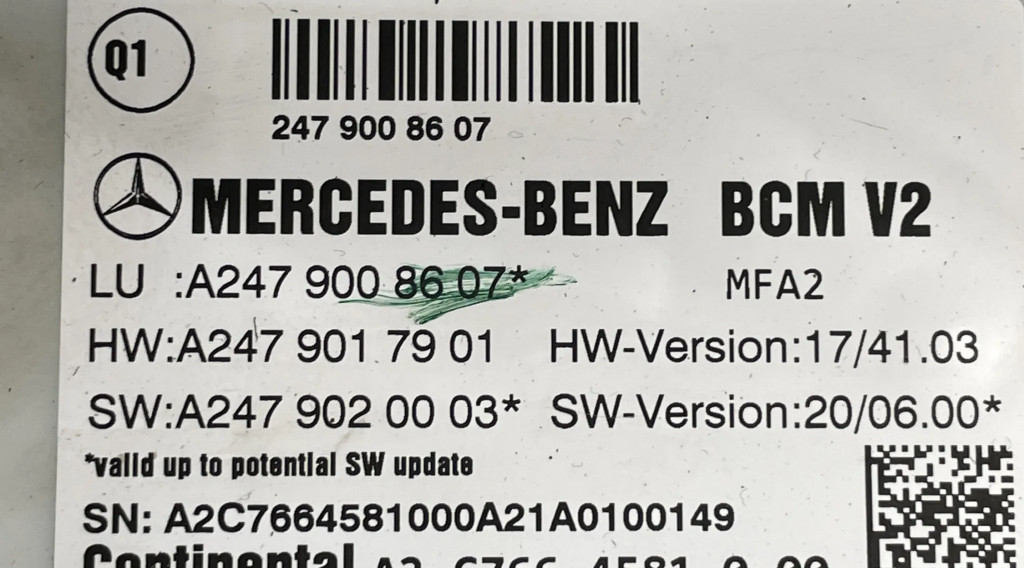 Q1
247 900 86 07
MERCEDES-BENZ BCM V2
LU :A247 900 86 07* MFA2
HW:A247 901 79 01 HW-Version:17/41.03
SW:A247 902 00 03* SW-Version:20/06.00*
*valid up to potential SW update
SN: A2C7664581000A21A0100149
Continental A2